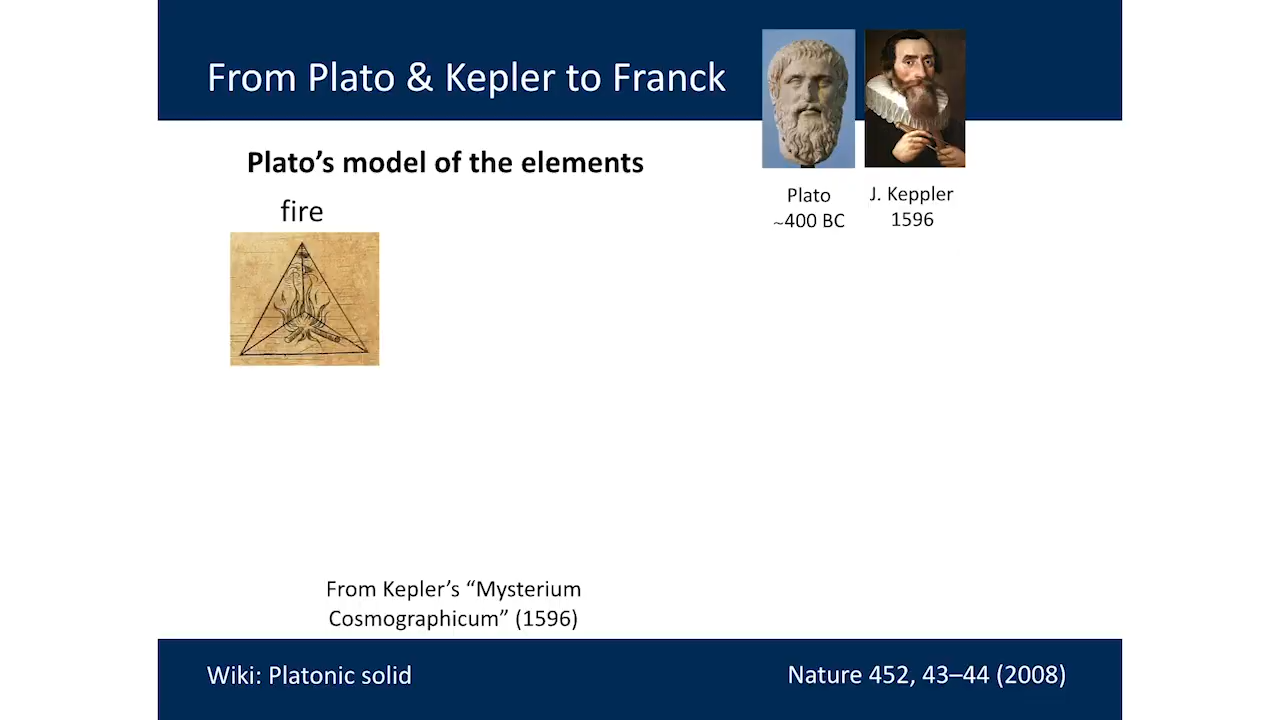 From Plato & Kepler to Franck
Plato’s model of the elements
fire
Plato
~400 BC
J. Keppler
1596
From Kepler’s “Mysterium
Cosmographicum” (1596)
Wiki: Platonic solid
Nature 452, 43–44 (2008)